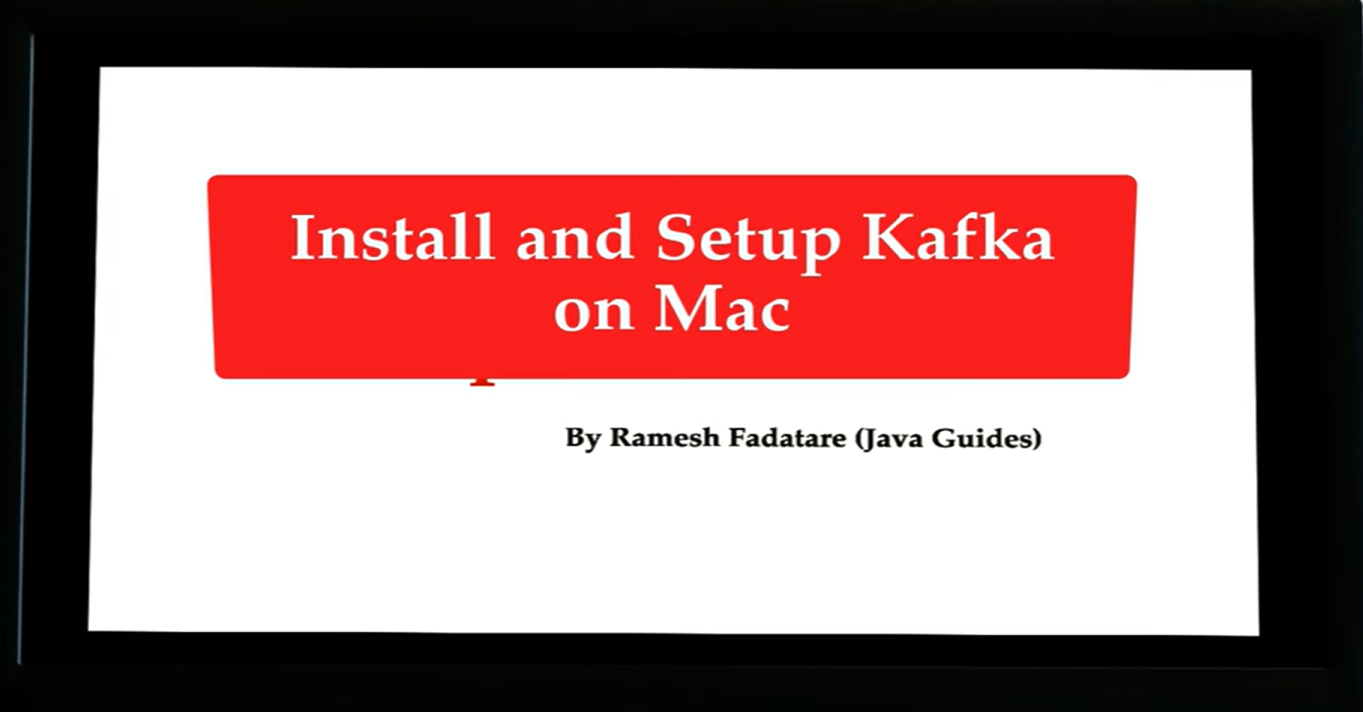 Install and Setup Kafka
on Mac
By Ramesh Fadatare (Java Guides)